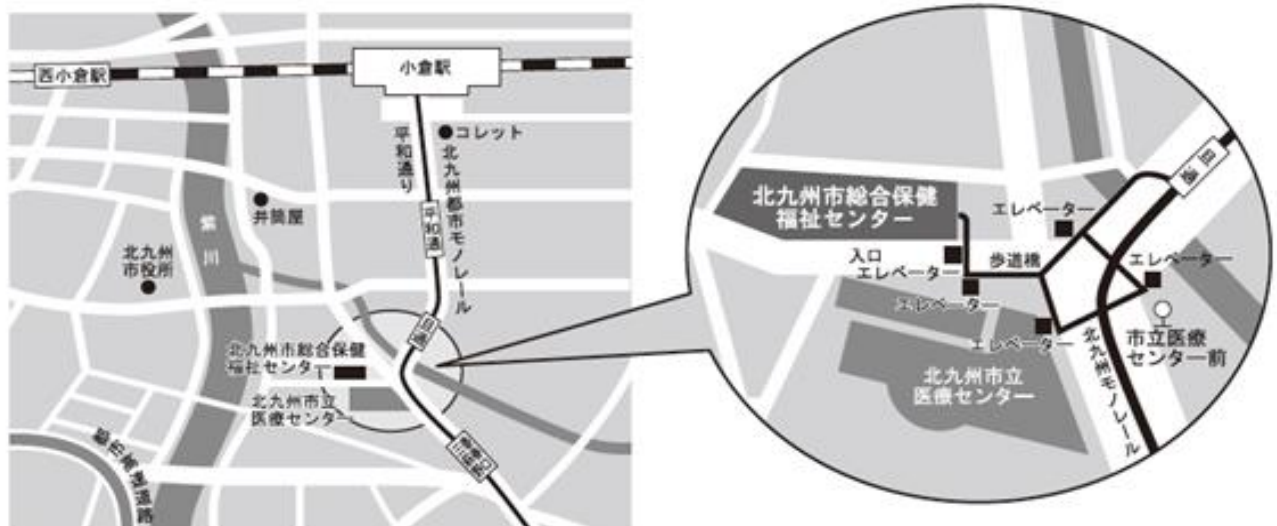 西小倉駅
小倉駅
コレット
平和通り
北九州都市モノレール
平和通
井筒屋
紫川
北九州
市役所
旦過
北九州市総合保健
福祉センター
北九州市立
医療センター
香春口
三萩野
都市高速道路
北九州市総合保健
福祉センター
旦過
エレベーター
入口
エレベーター
歩道橋
エレベーター
エレベーター
エレベーター
市立医療
センター前
北九州市立
医療センター
北九州モノレール